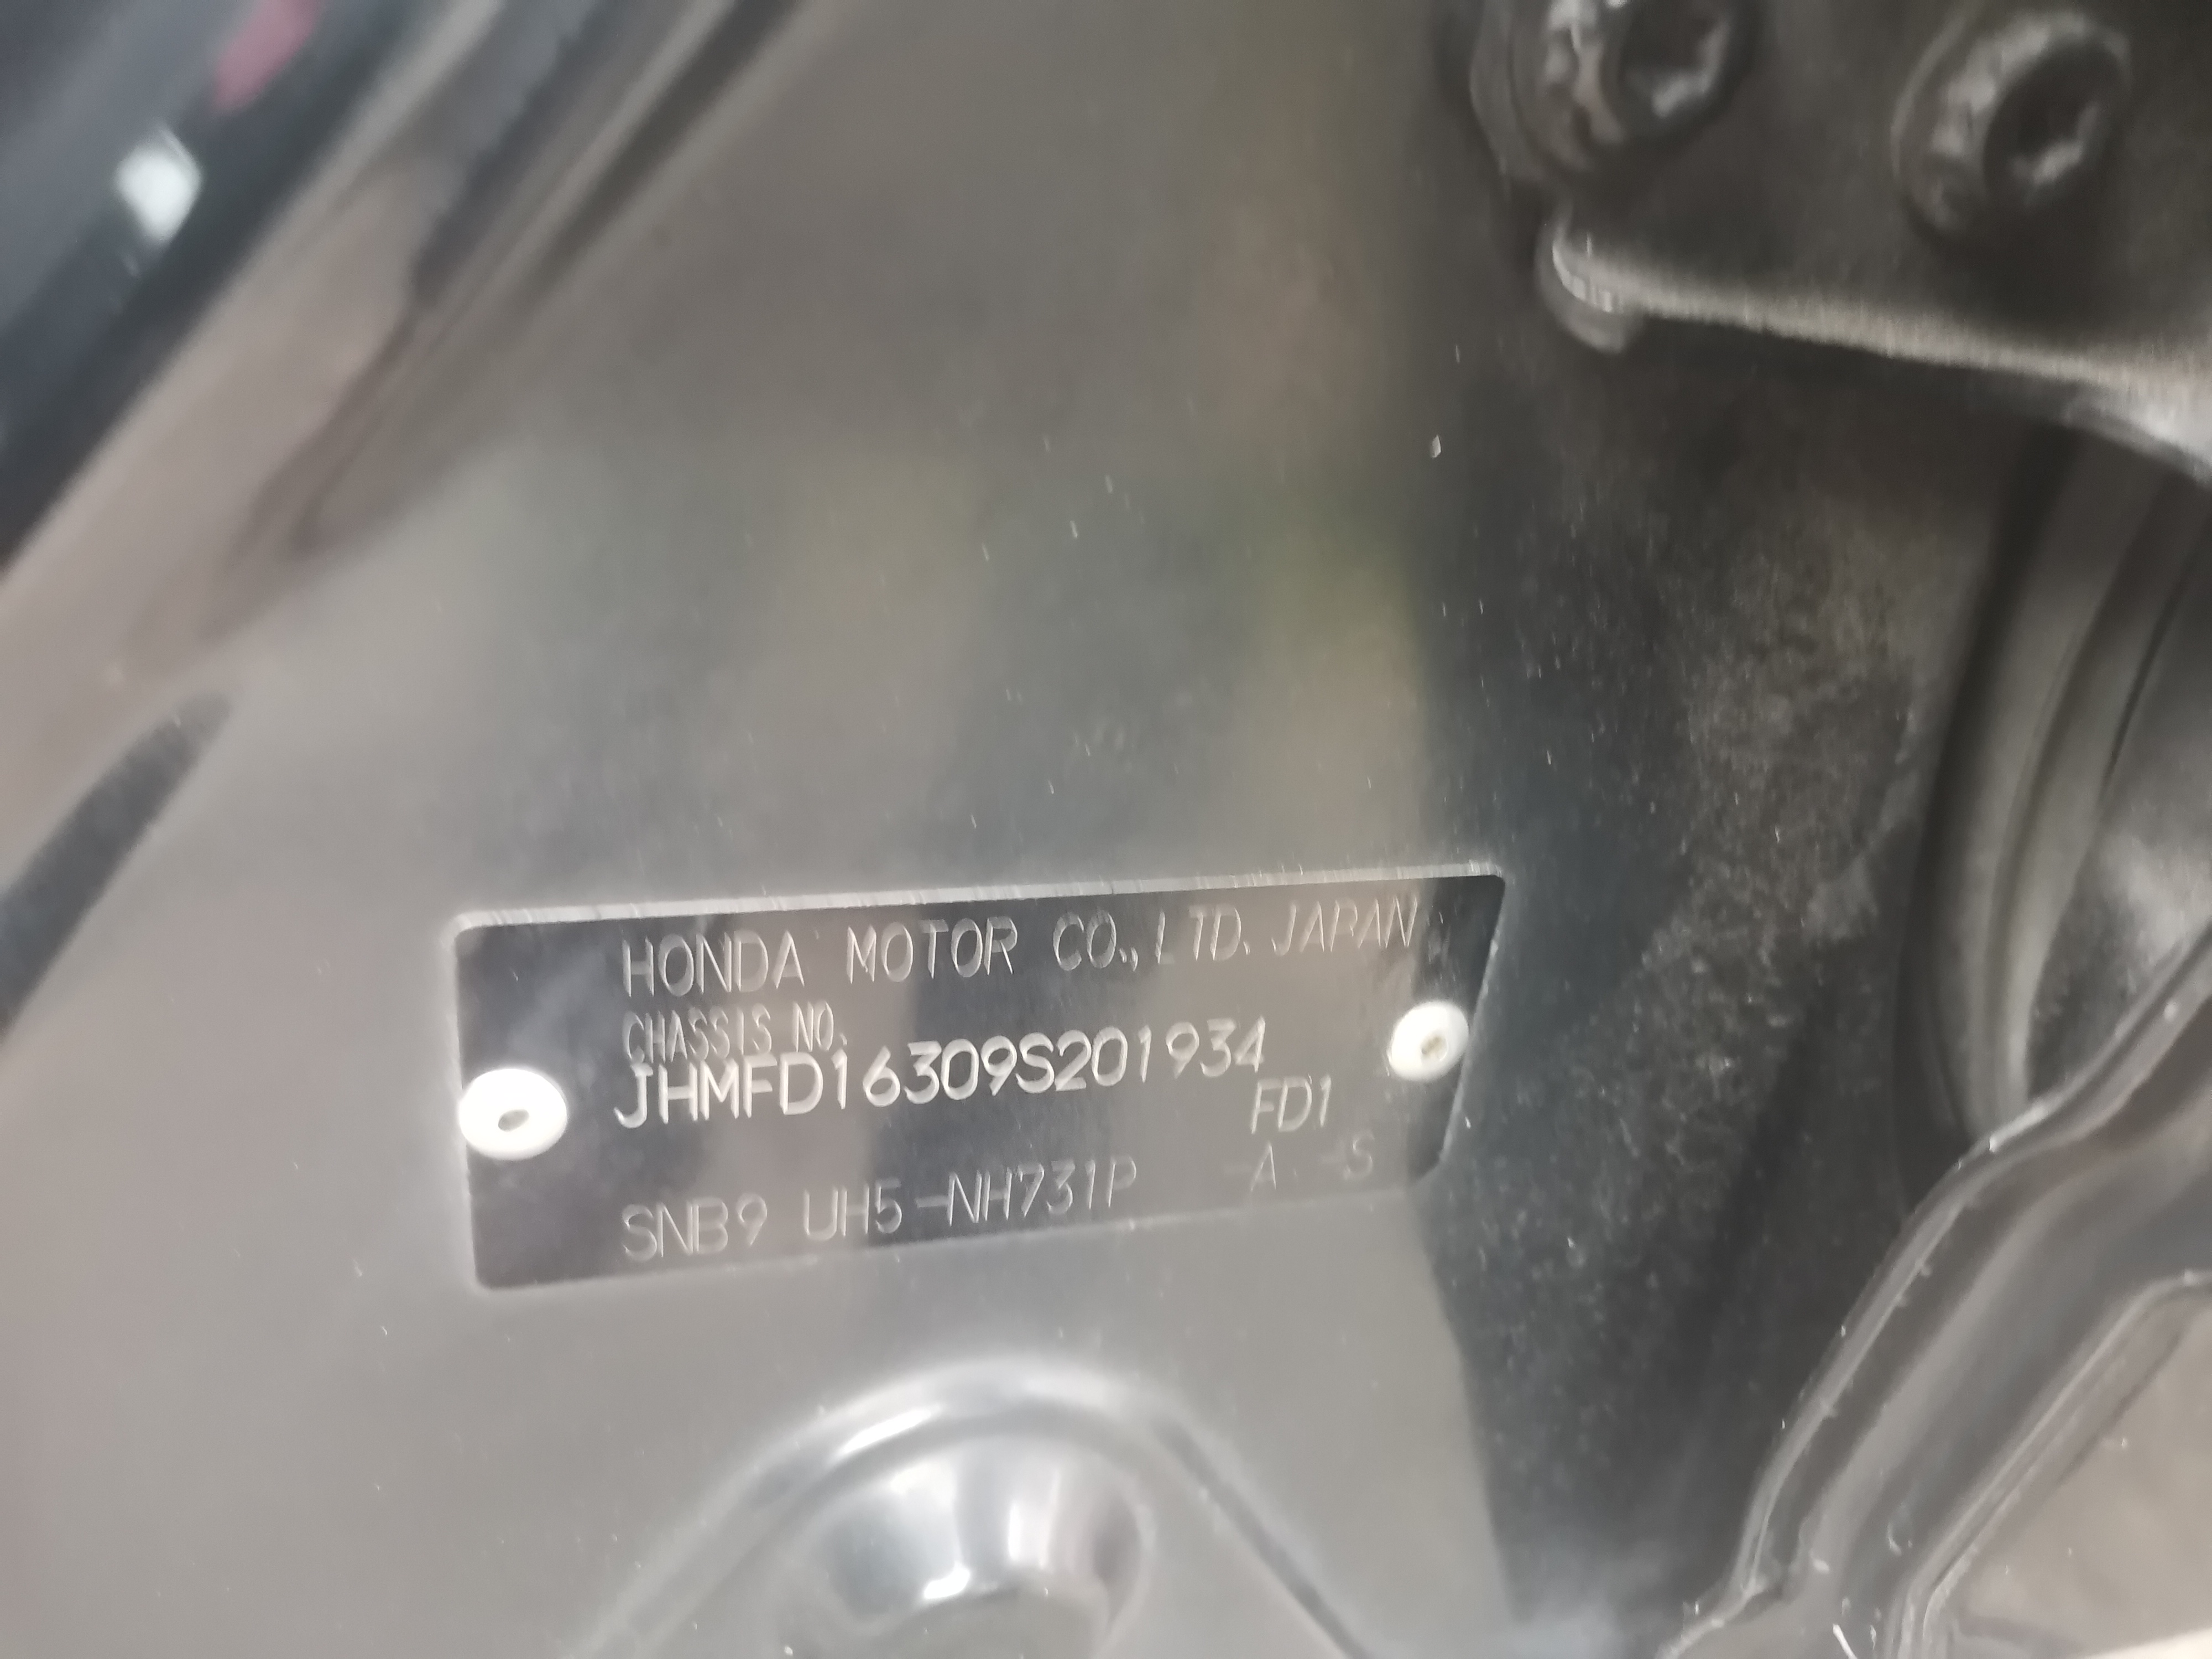 HONDA MOTOR CO.,LTD. JAPAN
CHASSIS NO.
JHMFD16309S201934
FD1
-A -S
SNB9 UH5-NH731P